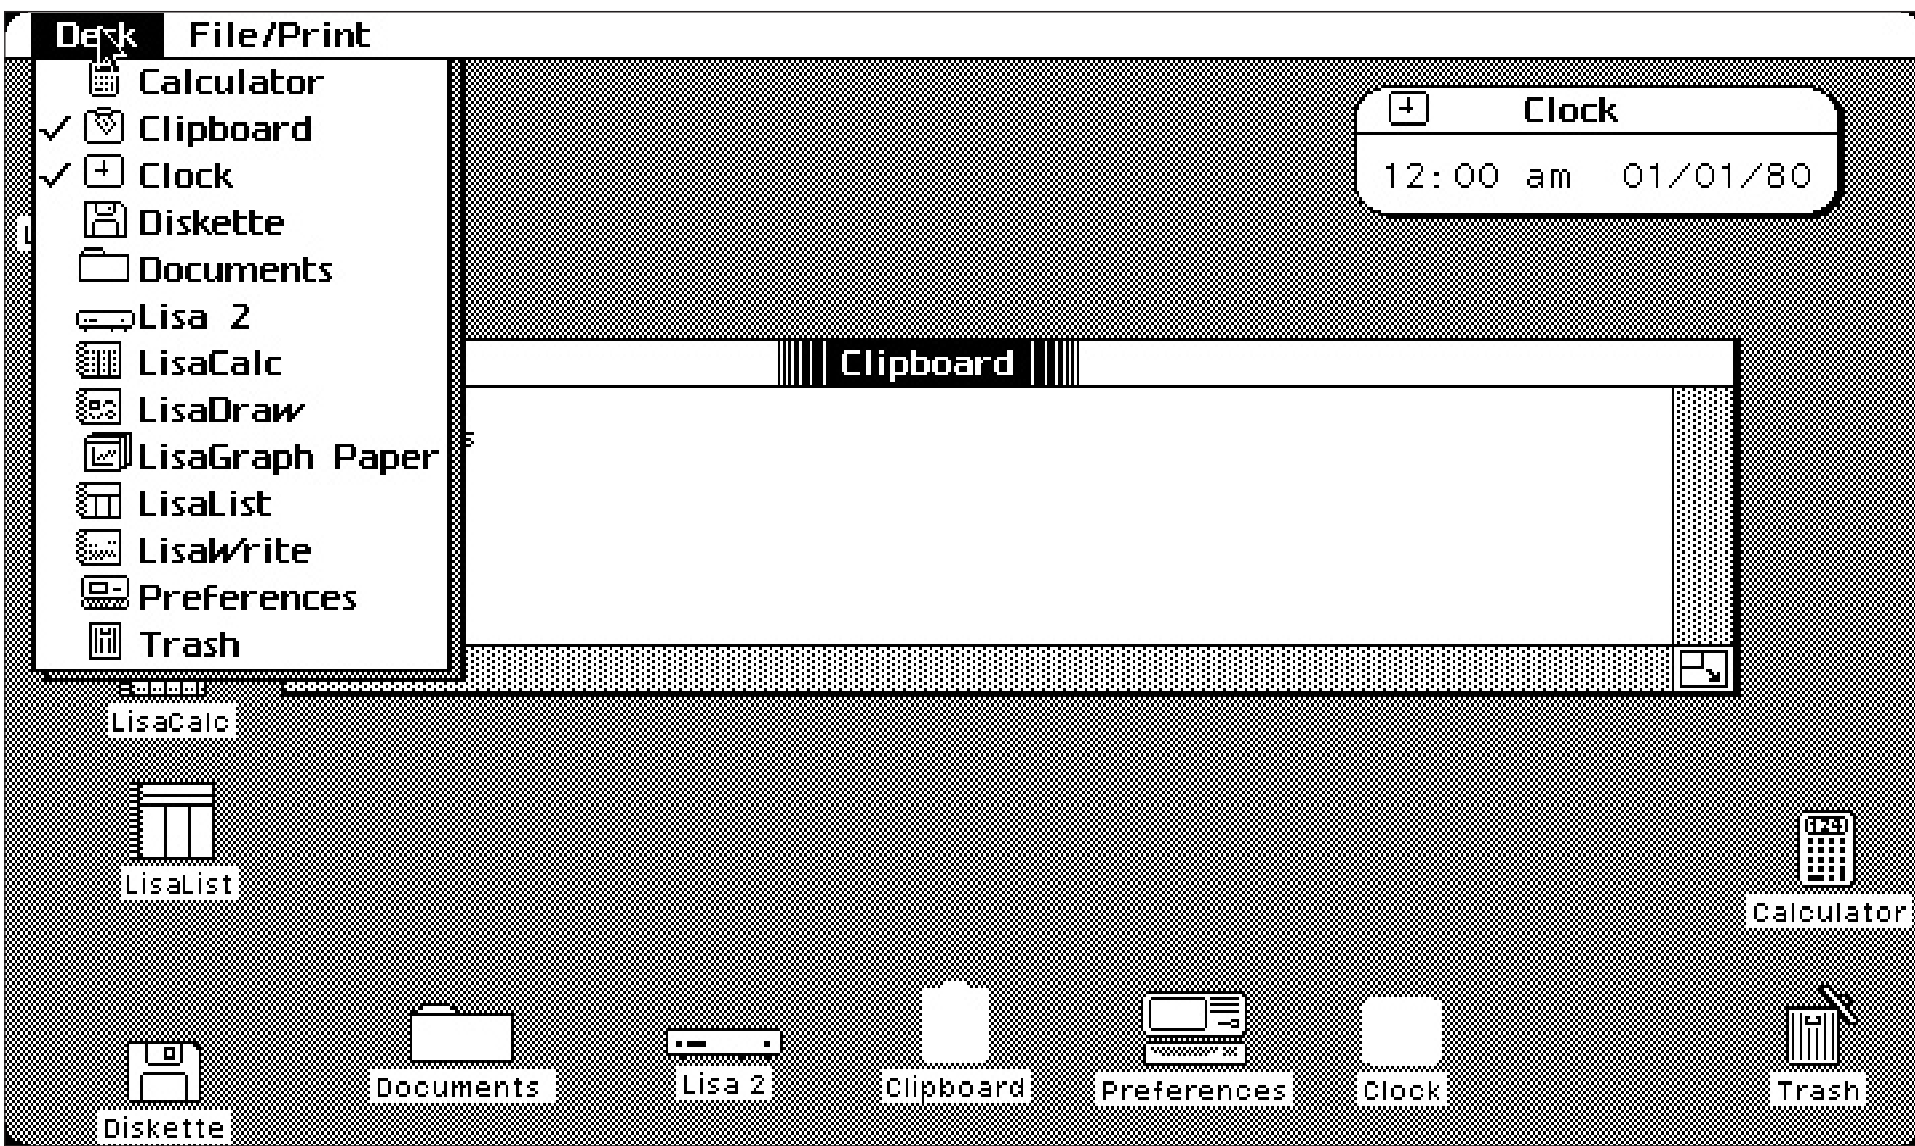 Desk File/Print
Calculator
Clipboard
Clock
Diskette
Documents
Lisa 2
LisaCalc
LisaDraw
LisaGraph Paper
LisaList
LisaWrite
Preferences
Trash
Clock
12:00 am 01/01/80
Clipboard
LisaCalc
LisaList
Calculator
Diskette
Documents
Lisa 2
Clipboard
Preferences
Clock
Trash